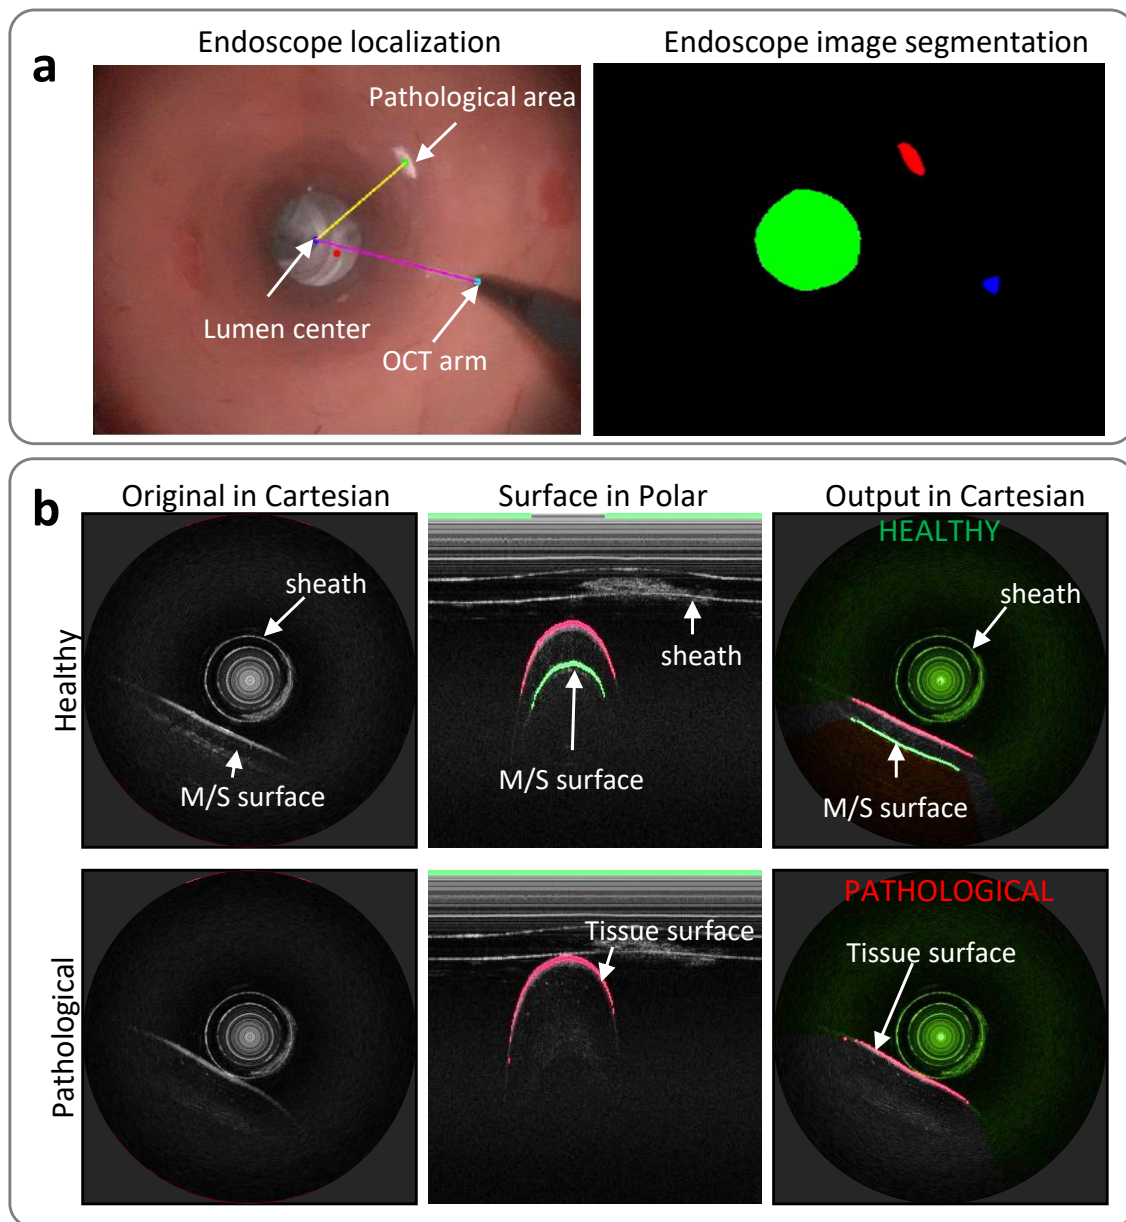 a
Endoscope localization
Endoscope image segmentation
Pathological area
Lumen center
OCT arm
b
Original in Cartesian
Surface in Polar
Output in Cartesian
Healthy
sheath
M/S surface
sheath
M/S surface
HEALTHY
sheath
M/S surface
Pathological
Tissue surface
PATHOLOGICAL
Tissue surface